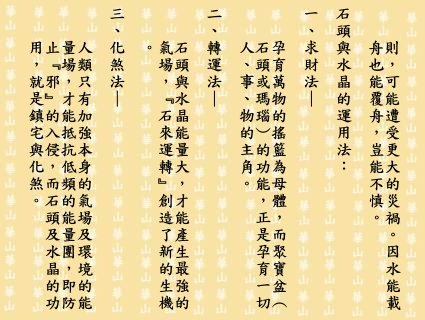 則，可能遭受更大的災禍。因水能載
舟也能覆舟，豈能不慎。
石頭與水晶的運用法：
一、求財法—
孕育萬物的搖籃為母體，而聚寶盆（
石頭或瑪瑙）的功能，正是孕育一切
人、事、物的主角。
二、轉運法—
石頭與水晶能量大，才能產生最強的
氣場，『石來運轉』創造了新的生機
。
三、化煞法—
人類只有加強本身的氣場及環境的能
量場，才能抵抗低頻的能量團，即防
止『邪』的入侵，而石頭及水晶的功
用，就是鎮宅與化煞。